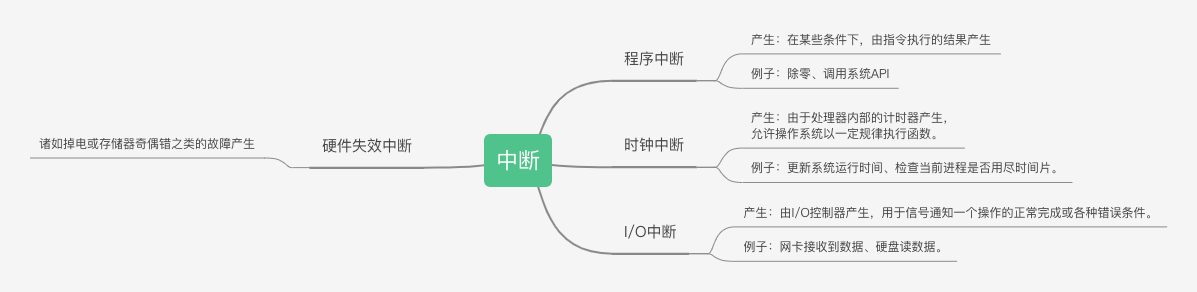 中断
程序中断
产生：在某些条件下，由指令执行的结果产生
例子：除零、调用系统API
时钟中断
产生：由于处理器内部的计时器产生，
允许操作系统以一定规律执行函数。
例子：更新系统运行时间、检查当前进程是否用尽时间片。
I/O中断
产生：由I/O控制器产生，用于信号通知一个操作的正常完成或各种错误条件。
例子：网卡接收到数据、硬盘读数据。
硬件失效中断
诸如掉电或存储器奇偶错之类的故障产生